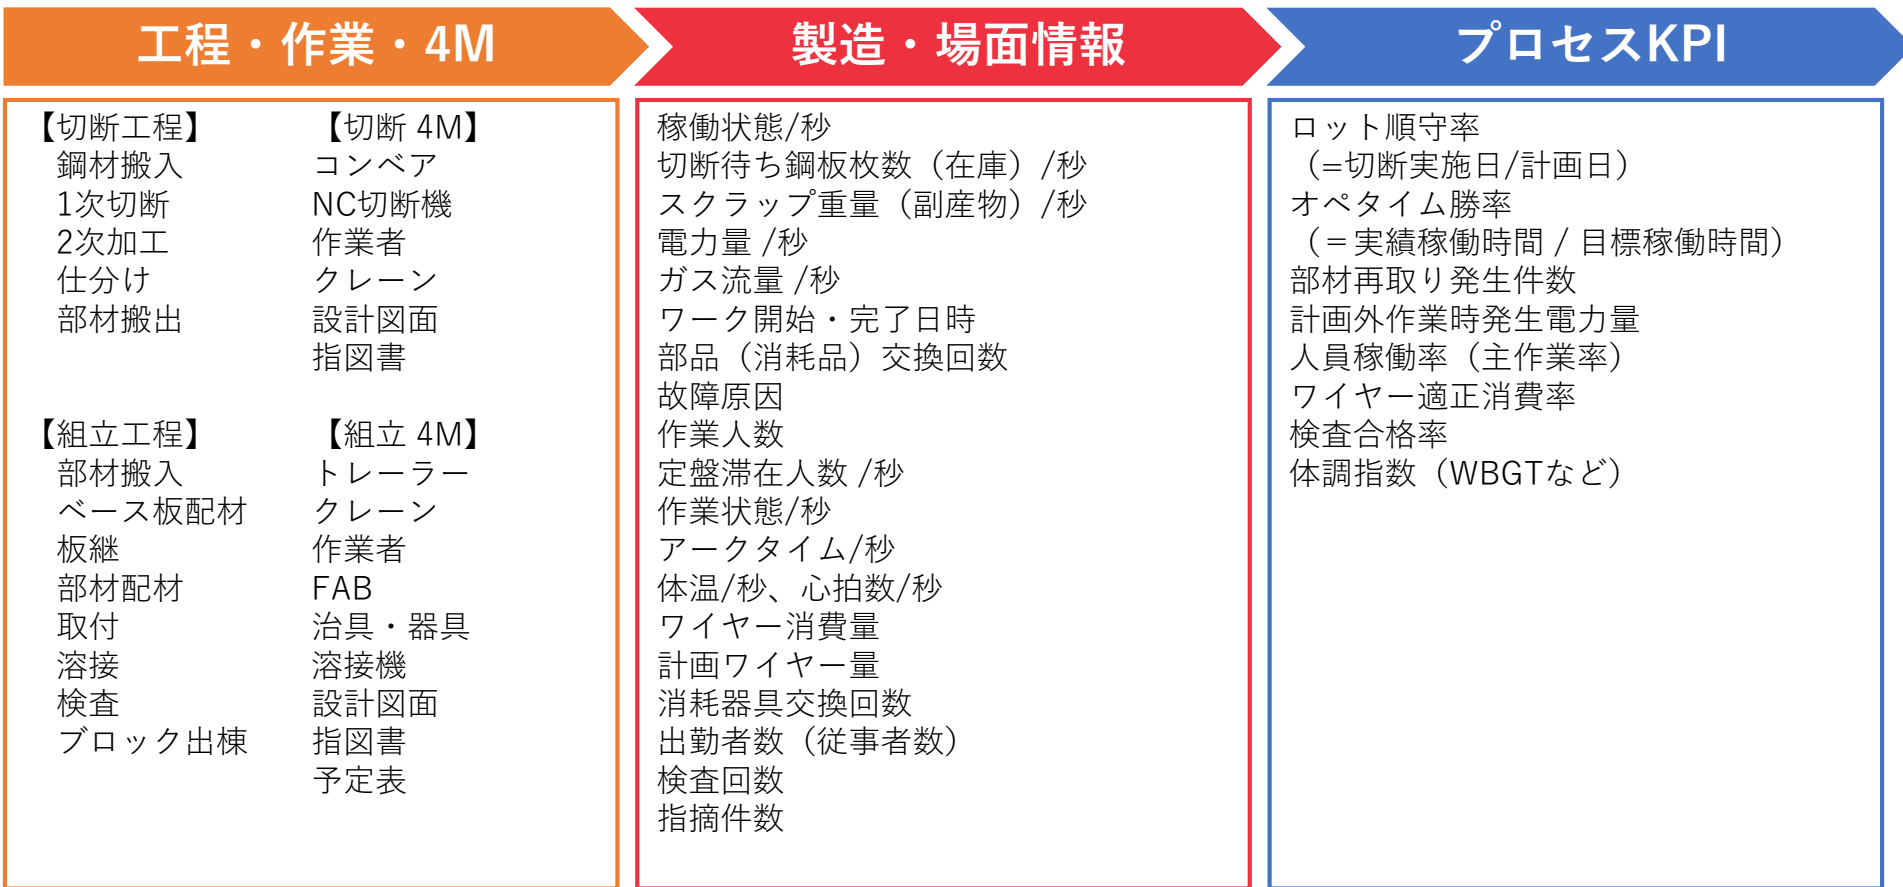 工程・作業・4M
製造・場面情報
プロセスKPI
【切断工程】
鋼材搬入
1次切断
2次加工
仕分け
部材搬出
【切断 4M】
コンベア
NC切断機
作業者
クレーン
設計図面
指図書
【組立工程】
部材搬入
ベース板配材
板継
部材配材
取付
溶接
検査
ブロック出棟
【組立 4M】
トレーラー
クレーン
作業者
FAB
治具・器具
溶接機
設計図面
指図書
予定表
稼働状態/秒
切断待ち鋼板枚数（在庫）/秒
スクラップ重量（副産物）/秒
電力量 /秒
ガス流量 /秒
ワーク開始・完了日時
部品（消耗品）交換回数
故障原因
作業人数
定盤滞在人数 /秒
作業状態/秒
アークタイム/秒
体温/秒、心拍数/秒
ワイヤー消費量
計画ワイヤー量
消耗器具交換回数
出勤者数（従事者数）
検査回数
指摘件数
ロット順守率
（=切断実施日/計画日）
オペタイム勝率
（＝実績稼働時間 / 目標稼働時間）
部材再取り発生件数
計画外作業時発生電力量
人員稼働率（主作業率）
ワイヤー適正消費率
検査合格率
体調指数（WBGTなど）